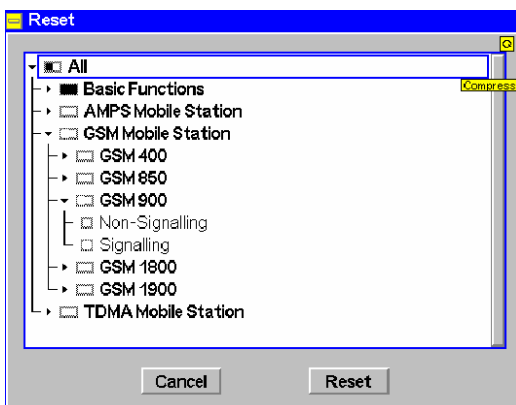 Reset
G
All
Compress
Basic Functions
AMPS Mobile Station
GSM Mobile Station
GSM 400
GSM 850
GSM 900
Non-Signalling
Signalling
GSM 1800
GSM 1900
TDMA Mobile Station
Cancel
Reset